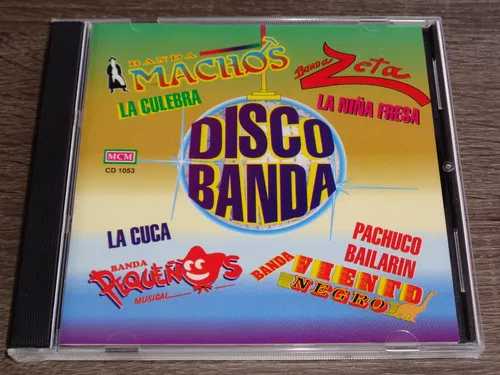 BANDA
MACHOS
LA CULEBRA
BANDA
Zeta
LA NIÑA FRESA
DISCO
BANDA
MCM
CD 1053
LA CUCA
BANDA
PEQUEÑOS
MUSICAL
PACHUCO
BAILARIN
BANDA
VIENTO
NEGRO